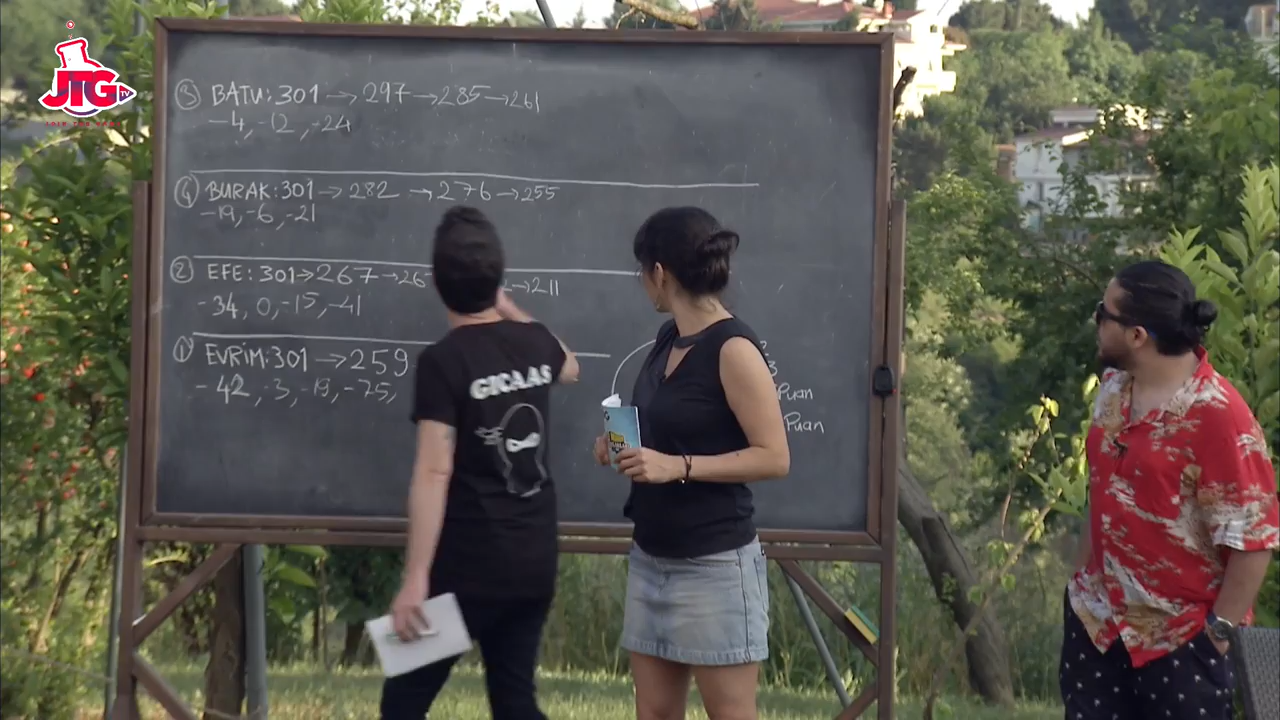 JTG TV
③ BATU: 301 → 297 → 285 → 261
-4, -12, -24
④ BURAK: 301 → 282 → 276 → 255
-19, -6, -21
② EFE: 301 → 267 → 26 → 211
-34, 0, -15, -41
① EVRİM: 301 → 259
-42, -3, -19, -75,
Puan
Puan
GICAAS